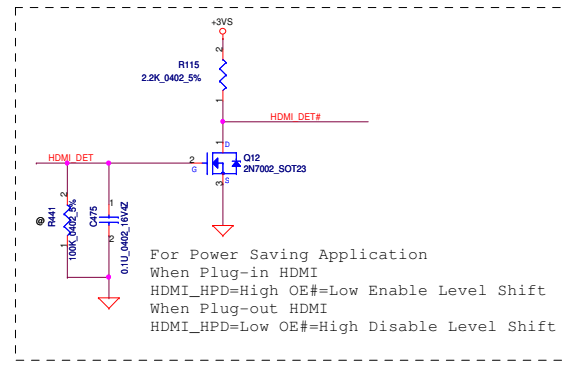 +3VS
2
R115
2.2K_0402_5%
1
HDMI_DET#
1
D
HDMI_DET
2
G
Q12
2N7002_SOT23
3
S
@
2
R441
100K_0402_5%
1
1
C475
2
0.1U_0402_16V4Z
For Power Saving Application
When Plug-in HDMI
HDMI_HPD=High OE#=Low Enable Level Shift
When Plug-out HDMI
HDMI_HPD=Low OE#=High Disable Level Shift